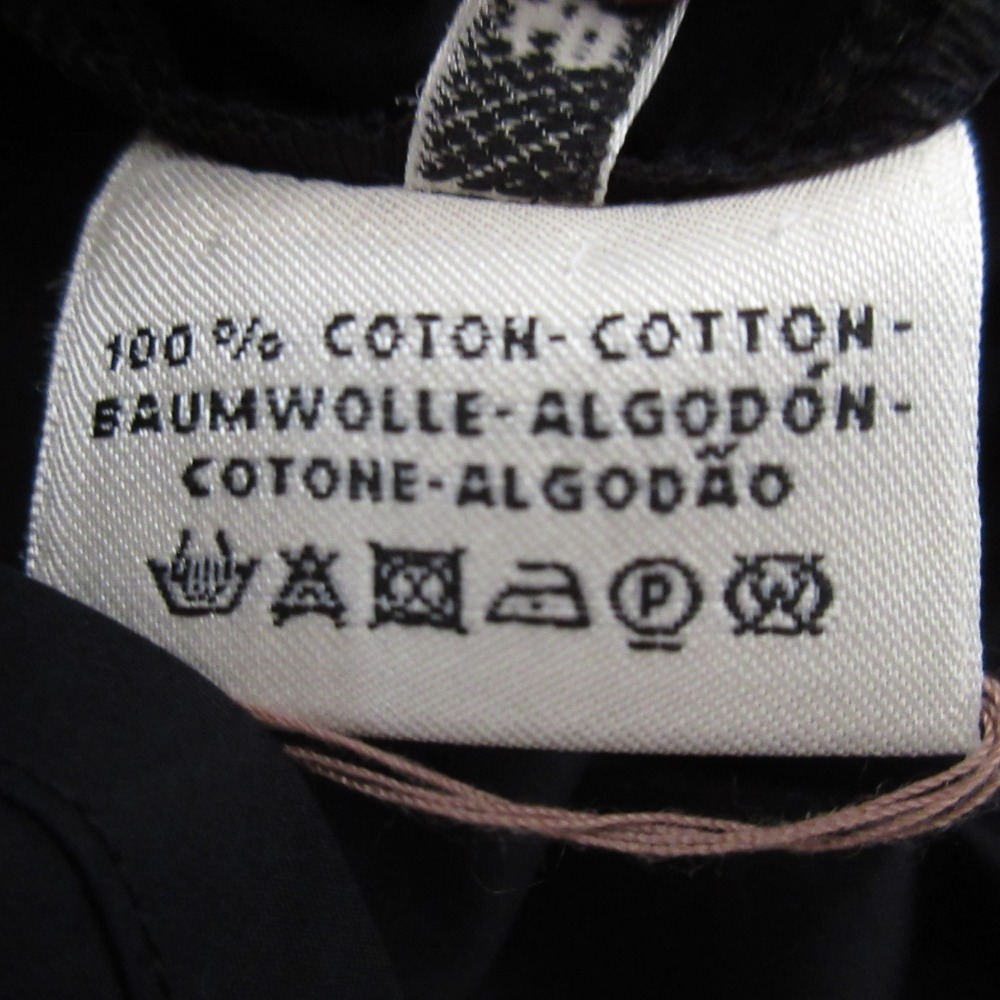 100 % COTON- COTTON-
BAUMWOLLE- ALGODÓN-
COTONE-ALGODÃO
P W